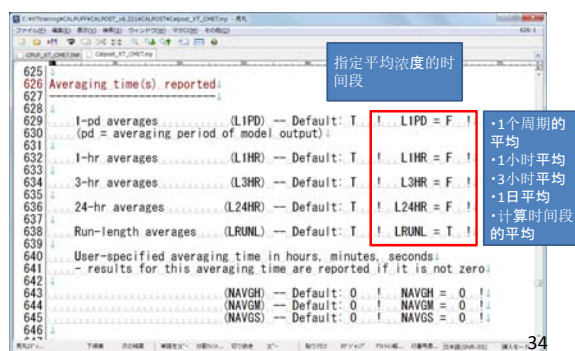 C:¥XTtraining¥CALPUFF¥CALPOST_v6.221¥CALPOST¥Calpost_XT_CMET.inp - 秀丸
626:1
Calpost_XT_CMET.inp
指定平均浓度的时间段
625
626 Averaging time(s) reported↓
627 ----------------------------↓
628 ↓
629 1-pd averages (L1PD) -- Default: T ! L1PD = F !↓
630 (pd = averaging period of model output)↓
631 ↓
632 1-hr averages (L1HR) -- Default: T ! L1HR = F !↓
633 ↓
634 3-hr averages (L3HR) -- Default: T ! L3HR = F !↓
635 ↓
636 24-hr averages (L24HR) -- Default: T ! L24HR = F !↓
637 ↓
638 Run-length averages (LRUNL) -- Default: T ! LRUNL = T !↓
639 ↓
640 User-specified averaging time in hours, minutes, seconds↓
641 - results for this averaging time are reported if it is not zero↓
642 ↓
643 (NAVGH) -- Default: 0 ! NAVGH = 0 !↓
644 (NAVGM) -- Default: 0 ! NAVGM = 0 !↓
645 (NAVGS) -- Default: 0 ! NAVGS = 0 !↓
646 ↓
•1个周期的平均
•1小时平均
•3小时平均
•1日平均
•计算时间段的平均
34